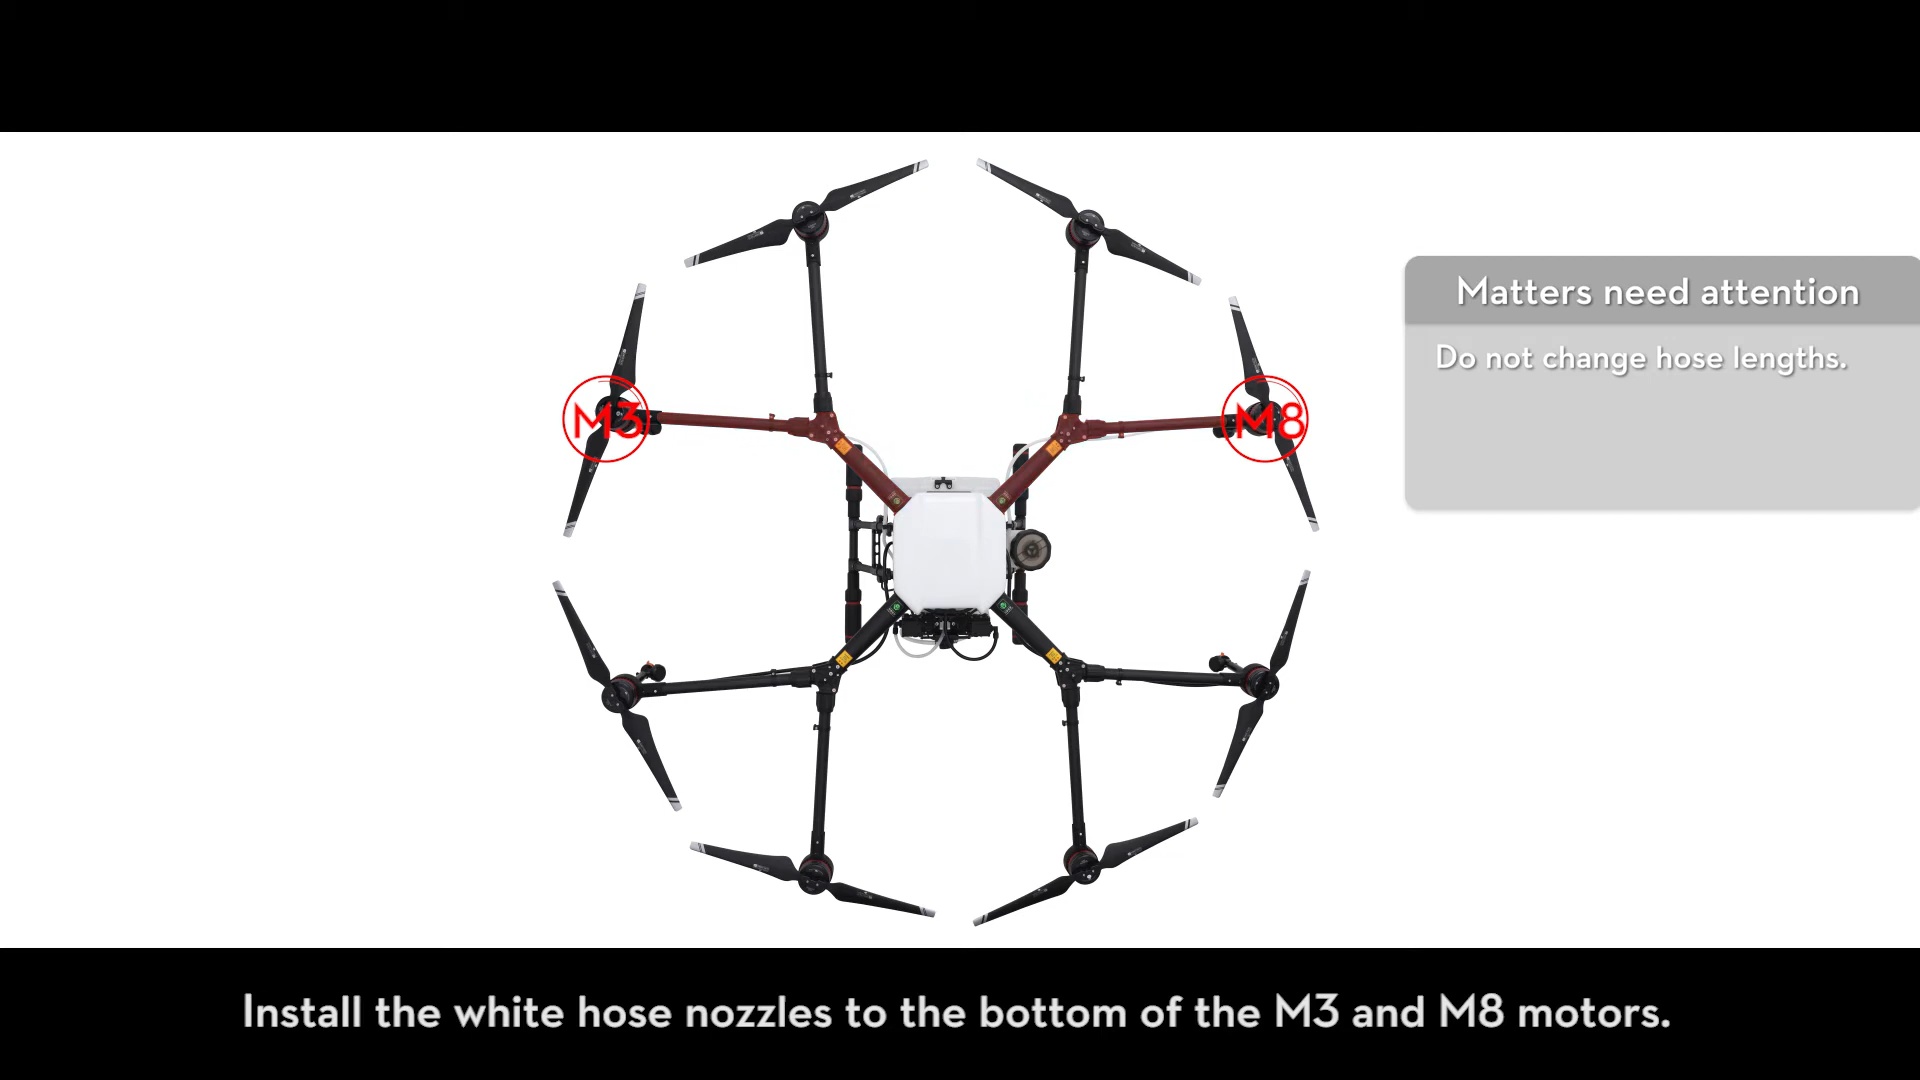 Matters need attention
Do not change hose lengths.
M3
M8
Install the white hose nozzles to the bottom of the M3 and M8 motors.